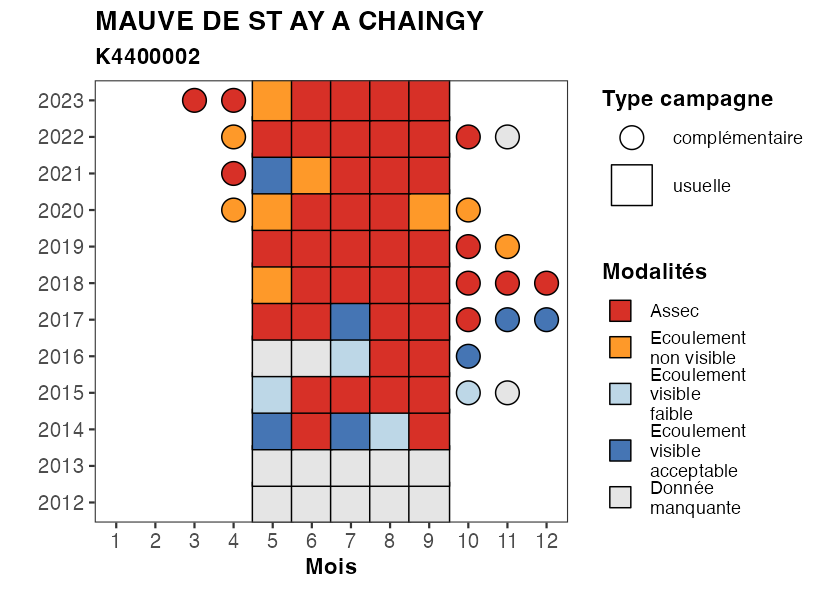 MAUVE DE ST AY A CHAINGY
K4400002
2023
2022
2021
2020
2019
2018
2017
2016
2015
2014
2013
2012
1 2 3 4 5 6 7 8 9 10 11 12
Mois
Type campagne
complémentaire
usuelle
Modalités
Assec
Ecoulement
non visible
Ecoulement
visible
faible
Ecoulement
visible
acceptable
Donnée
manquante